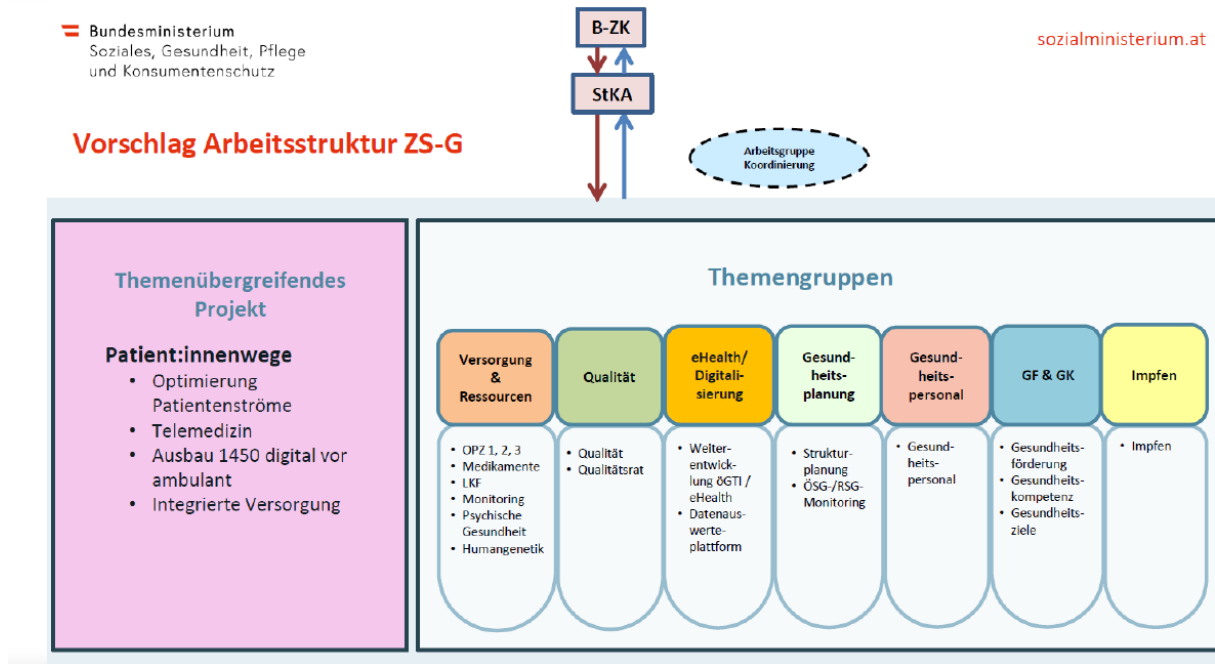 Bundesministerium
Soziales, Gesundheit, Pflege
und Konsumentenschutz
B-ZK
sozialministerium.at
StKA
Vorschlag Arbeitsstruktur ZS-G
Arbeitsgruppe
Koordinierung
Themenübergreifendes
Projekt
Patient:innenwege
• Optimierung
Patientenströme
• Telemedizin
• Ausbau 1450 digital vor
ambulant
• Integrierte Versorgung
Themengruppen
Versorgung
&
Ressourcen
• OPZ 1, 2, 3
• Medikamente
• LKF
• Monitoring
• Psychische
Gesundheit
• Humangenetik
Qualität
• Qualität
• Qualitätsrat
eHealth/
Digitali-
sierung
• Weiter-
entwick-
lung öGTI /
eHealth
• Datenaus-
werte-
plattform
Gesund-
heits-
planung
• Struktur-
planung
• ÖSG-/RSG-
Monitoring
Gesund-
heits-
personal
• Gesund-
heits-
personal
GF & GK
• Gesundheits-
förderung
• Gesundheits-
kompetenz
• Gesundheits-
ziele
Impfen
• Impfen